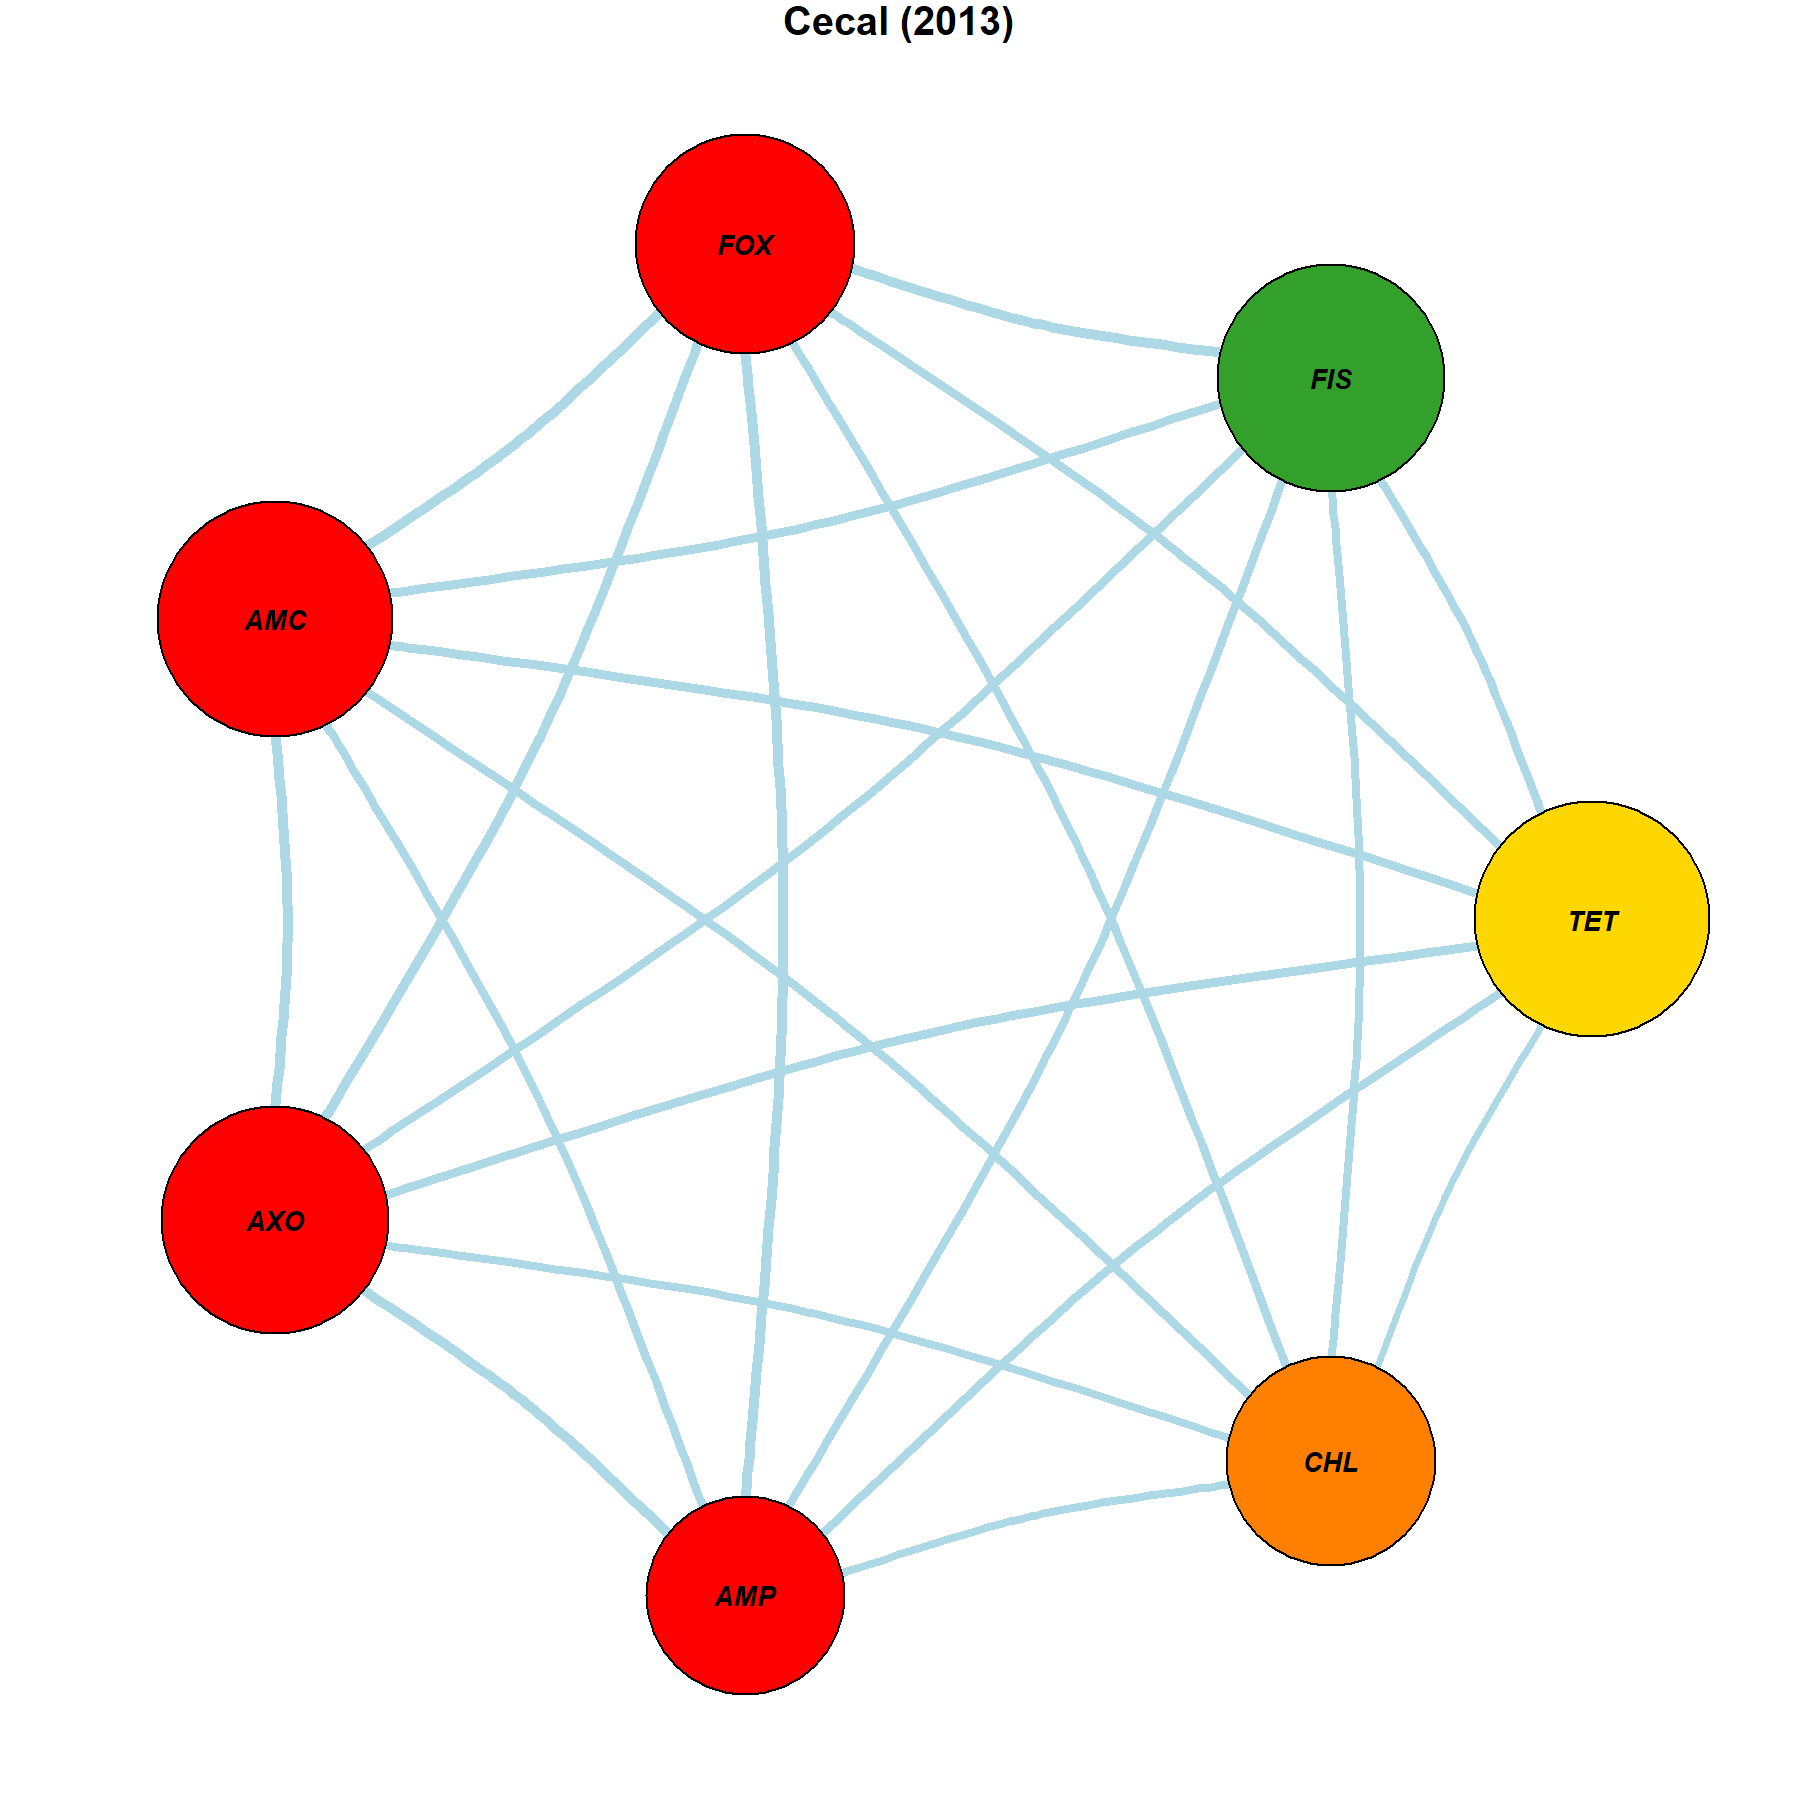 Cecal (2013)
FOX
FIS
AMC
TET
AXO
CHL
AMP